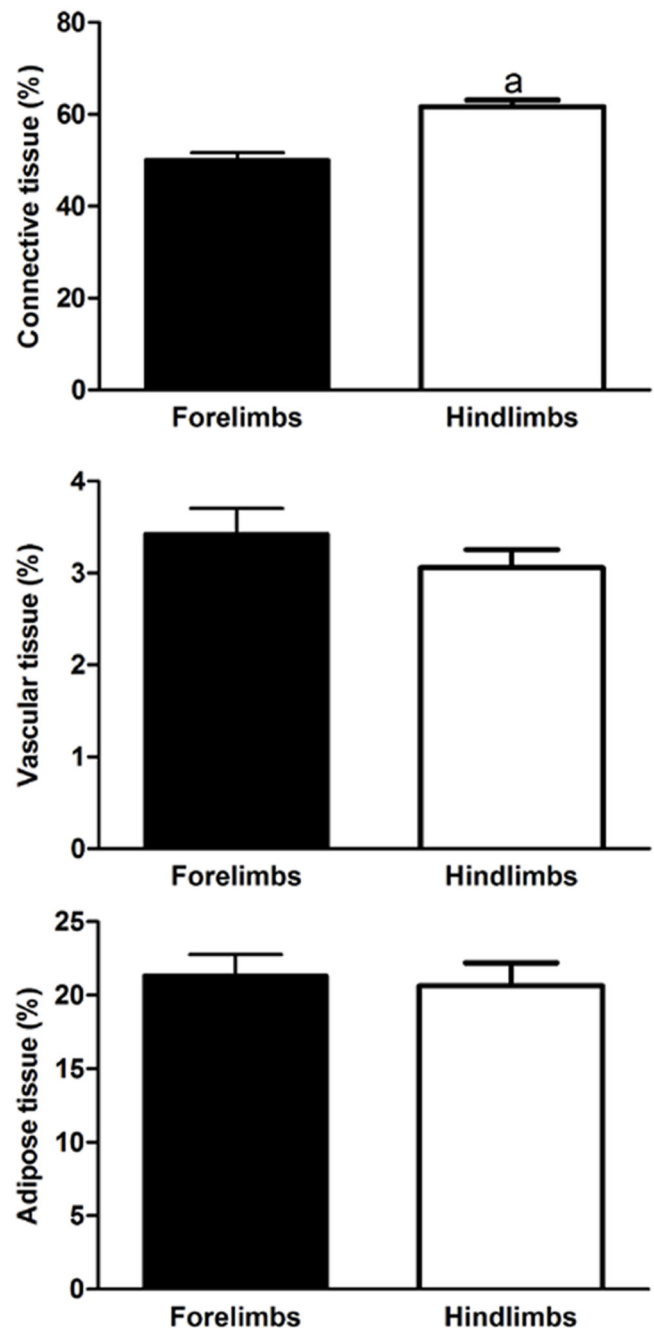 Connective tissue (%)
80
60
40
20
0
a
Forelimbs Hindlimbs
Vascular tissue (%)
4
3
2
1
0
Forelimbs Hindlimbs
Adipose tissue (%)
25
20
15
10
5
0
Forelimbs Hindlimbs